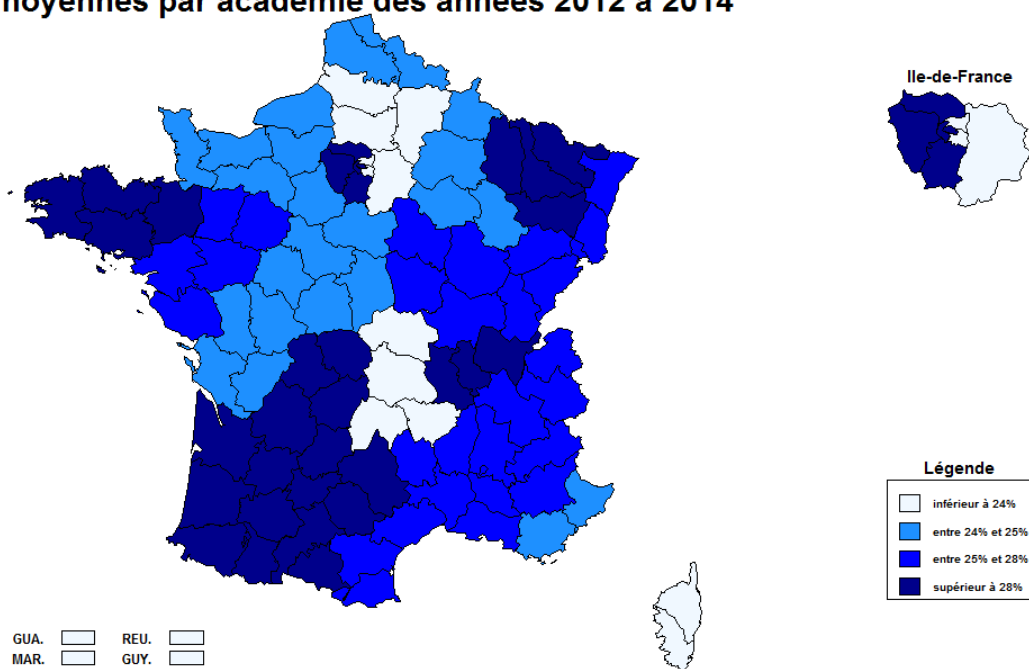 moyennes par académie des années 2012 à 2014
Ile-de-France
Légende
inférieur à 24%
entre 24% et 25%
entre 25% et 28%
supérieur à 28%
GUA.
REU.
MAR.
GUY.